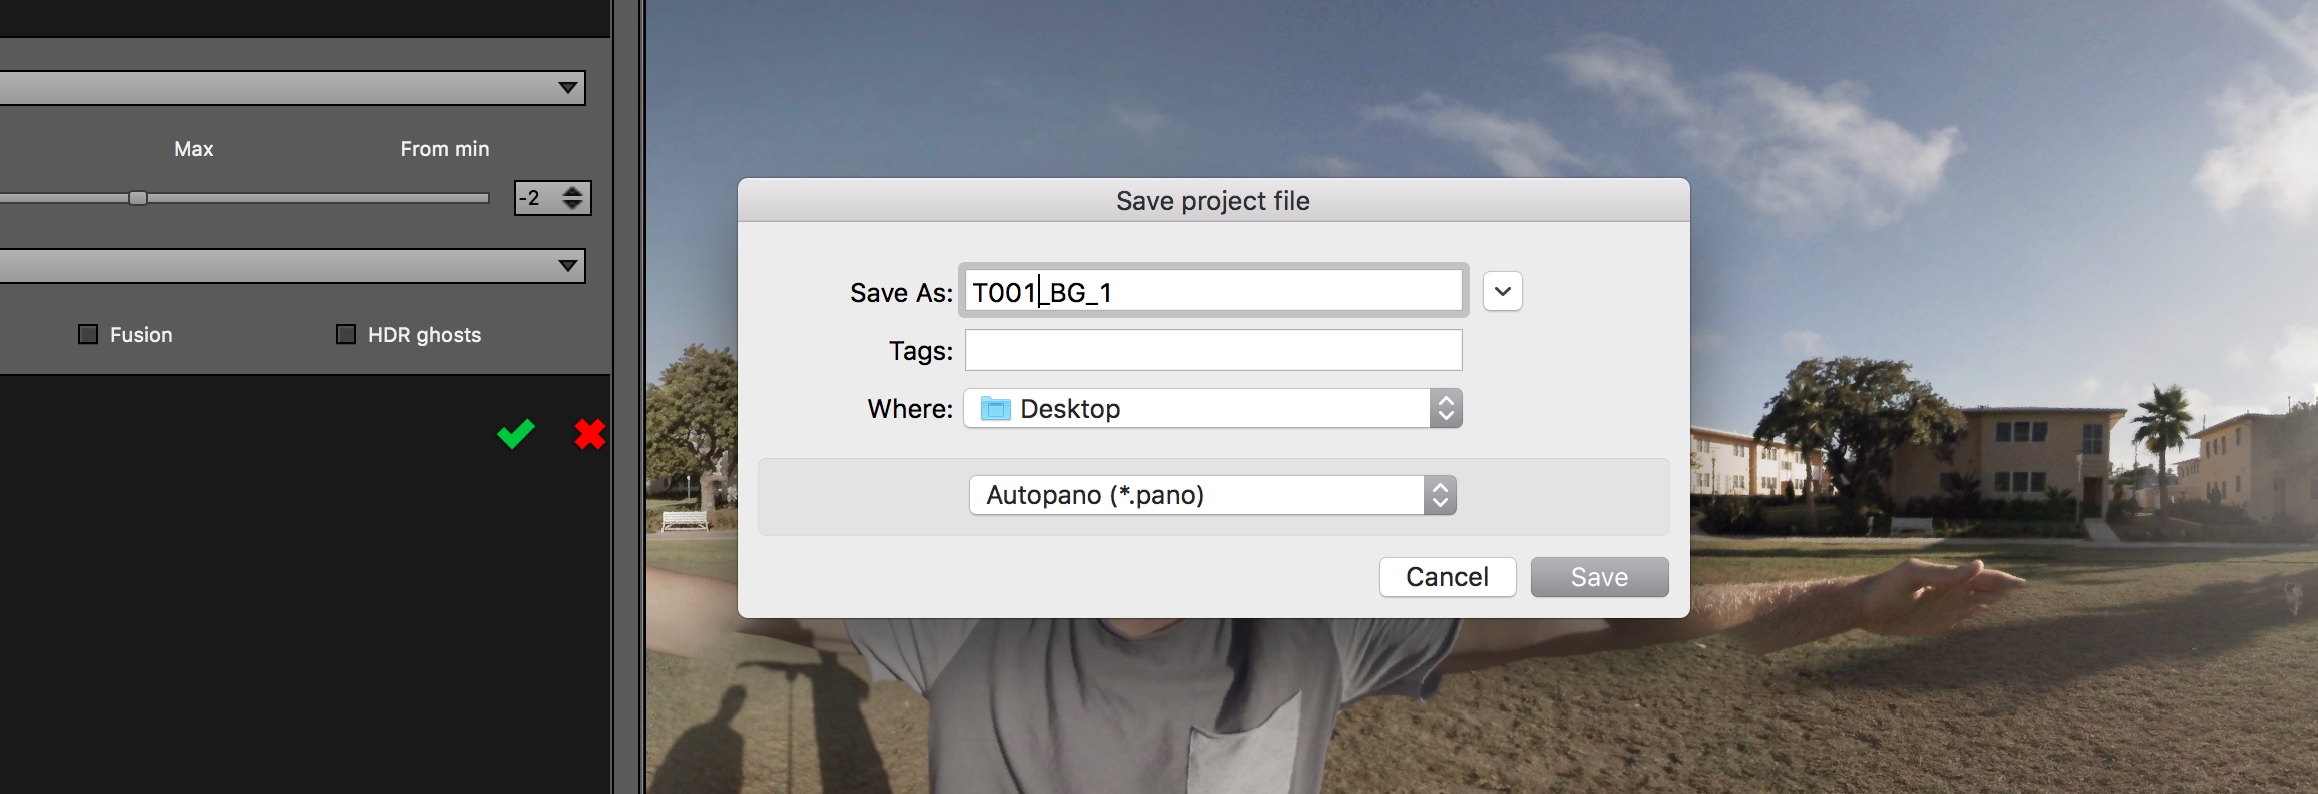 Max From min
-2
Fusion HDR ghosts
Save project file
Save As: T001_BG_1
Tags:
Where: Desktop
Autopano (*.pano)
Cancel Save